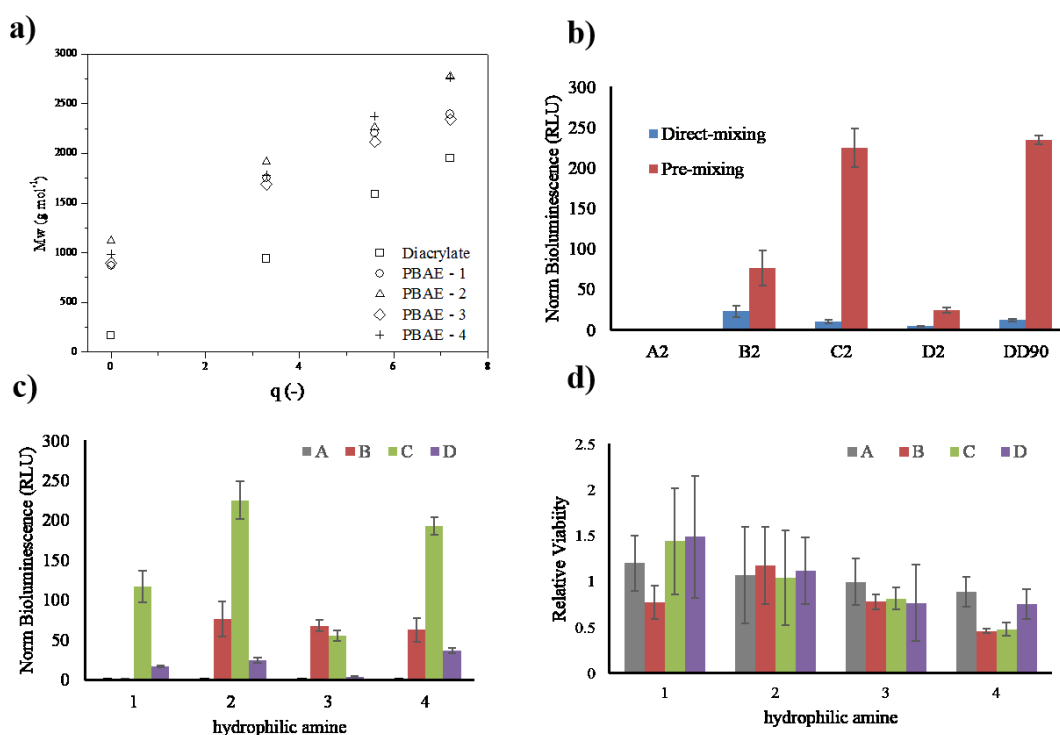 a)
3000
2500
2000
1500
1000
500
0
Mw (g mol⁻¹)
0 2 4 6 8
q (-)
Diacrylate
PBAE - 1
PBAE - 2
PBAE - 3
PBAE - 4
b)
300
250
200
150
100
50
0
Norm Bioluminescence (RLU)
Direct-mixing
Pre-mixing
A2 B2 C2 D2 DD90
c)
300
250
200
150
100
50
0
Norm Bioluminescence (RLU)
A B C D
1 2 3 4
hydrophilic amine
d)
2.5
2
1.5
1
0.5
0
Relative Viabiity
A B C D
1 2 3 4
hydrophilic amine